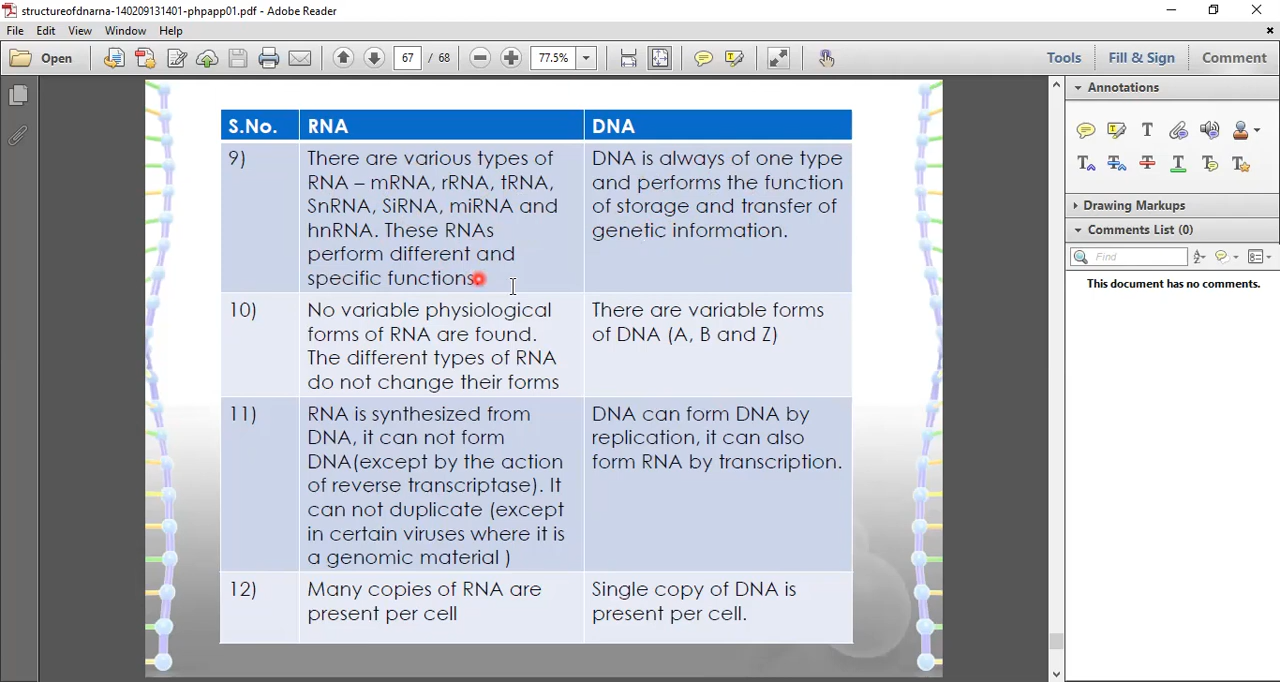 structureofdnarna-140209131401-phpapp01.pdf - Adobe Reader
File Edit View Window Help
Open 67 / 68 77.5% Tools Fill & Sign Comment
Annotations
Drawing Markups
Comments List (0)
Find
This document has no comments.
S.No. RNA DNA
9) There are various types of DNA is always of one type
RNA – mRNA, rRNA, tRNA, and performs the function
SnRNA, SiRNA, miRNA and of storage and transfer of
hnRNA. These RNAs genetic information.
perform different and
specific functions
10) No variable physiological There are variable forms
forms of RNA are found. of DNA (A, B and Z)
The different types of RNA
do not change their forms
11) RNA is synthesized from DNA can form DNA by
DNA, it can not form replication, it can also
DNA(except by the action form RNA by transcription.
of reverse transcriptase). It
can not duplicate (except
in certain viruses where it is
a genomic material )
12) Many copies of RNA are Single copy of DNA is
present per cell present per cell.